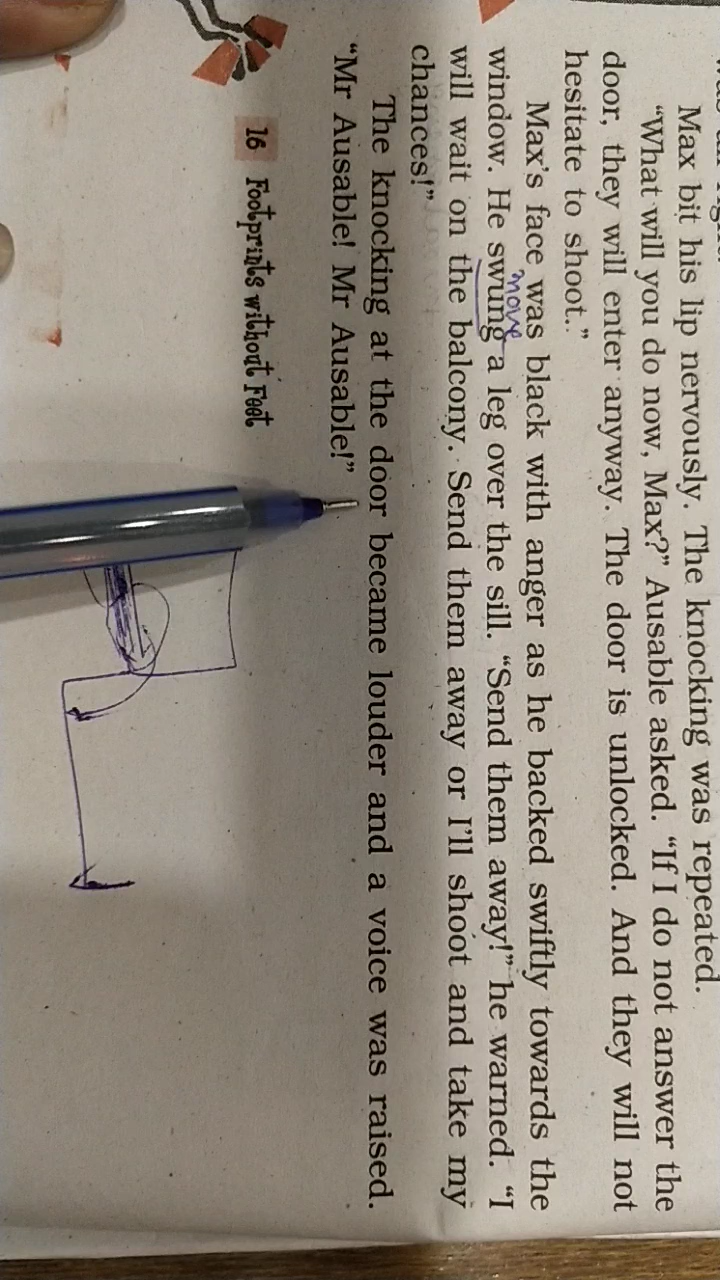 Max bit his lip nervously. The knocking was repeated.
“What will you do now, Max?” Ausable asked. “If I do not answer the
door, they will enter anyway. The door is unlocked. And they will not
hesitate to shoot.”
Max’s face was black with anger as he backed swiftly towards the
move
window. He swung a leg over the sill. “Send them away!” he warned. “I
will wait on the balcony. Send them away or I’ll shoot and take my
chances!”
The knocking at the door became louder and a voice was raised.
“Mr Ausable! Mr Ausable!”
16 Footprints without Feet